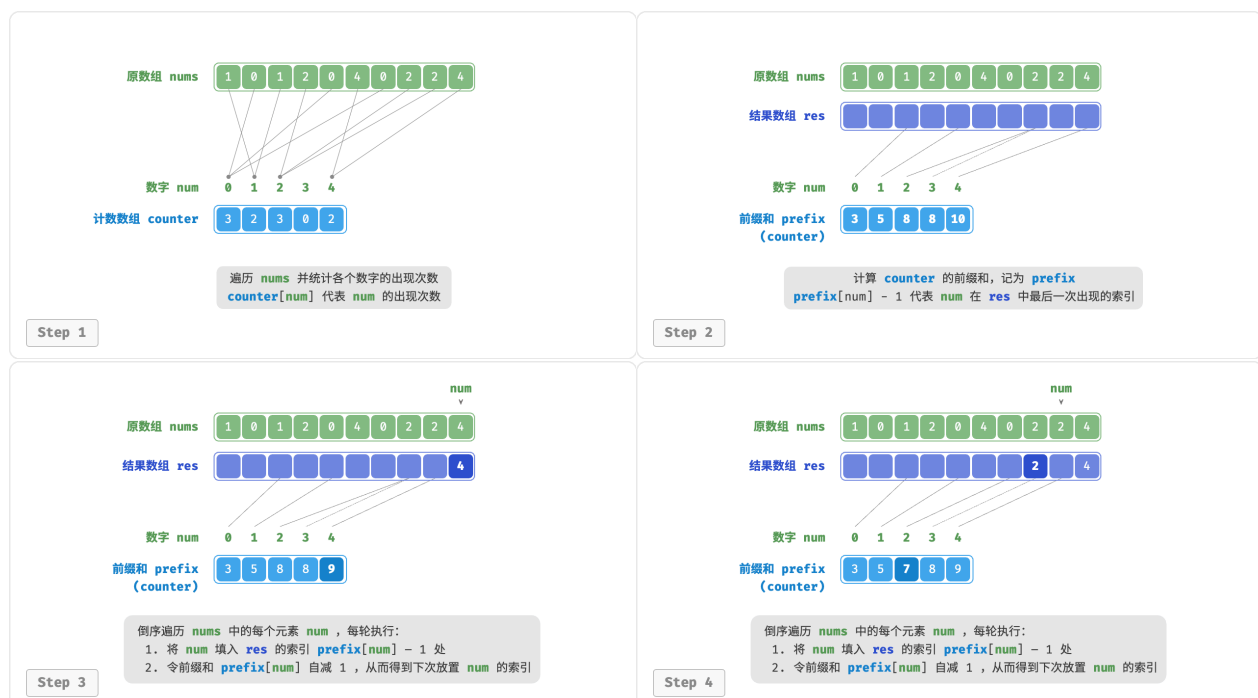 原数组 nums 1 0 1 2 0 4 0 2 2 4
数字 num 0 1 2 3 4
计数数组 counter 3 2 3 0 2
遍历 nums 并统计各个数字的出现次数
counter[num] 代表 num 的出现次数
Step 1
原数组 nums 1 0 1 2 0 4 0 2 2 4
结果数组 res
数字 num 0 1 2 3 4
前缀和 prefix 3 5 8 8 10
(counter)
计算 counter 的前缀和，记为 prefix
prefix[num] - 1 代表 num 在 res 中最后一次出现的索引
Step 2
num
原数组 nums 1 0 1 2 0 4 0 2 2 4
结果数组 res 4
数字 num 0 1 2 3 4
前缀和 prefix 3 5 8 8 9
(counter)
倒序遍历 nums 中的每个元素 num ，每轮执行：
1. 将 num 填入 res 的索引 prefix[num] - 1 处
2. 令前缀和 prefix[num] 自减 1 ，从而得到下次放置 num 的索引
Step 3
num
原数组 nums 1 0 1 2 0 4 0 2 2 4
结果数组 res 2 4
数字 num 0 1 2 3 4
前缀和 prefix 3 5 7 8 9
(counter)
倒序遍历 nums 中的每个元素 num ，每轮执行：
1. 将 num 填入 res 的索引 prefix[num] - 1 处
2. 令前缀和 prefix[num] 自减 1 ，从而得到下次放置 num 的索引
Step 4